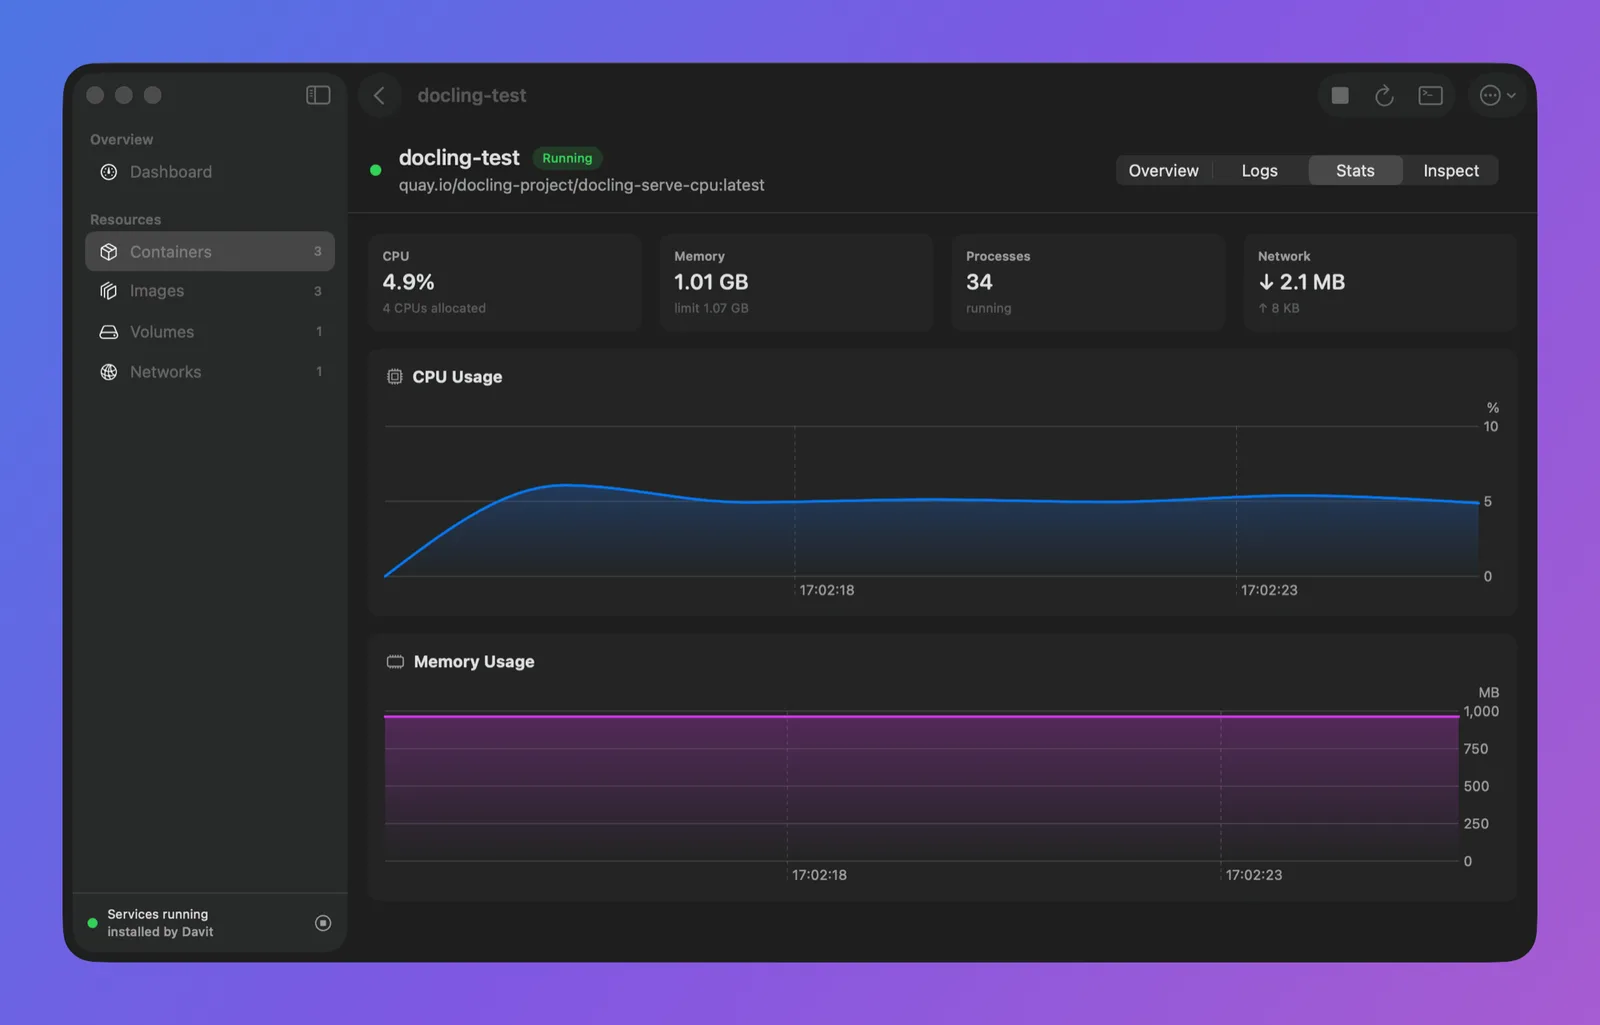 docling-test
Overview
Dashboard
Resources
Containers 3
Images 3
Volumes 1
Networks 1
Services running
installed by Davit
docling-test Running
quay.io/docling-project/docling-serve-cpu:latest
Overview Logs Stats Inspect
CPU
4.9%
4 CPUs allocated
Memory
1.01 GB
limit 1.07 GB
Processes
34
running
Network
↓ 2.1 MB
↑ 8 KB
CPU Usage
%
10
5
0
17:02:18 17:02:23
Memory Usage
MB
1,000
750
500
250
0
17:02:18 17:02:23